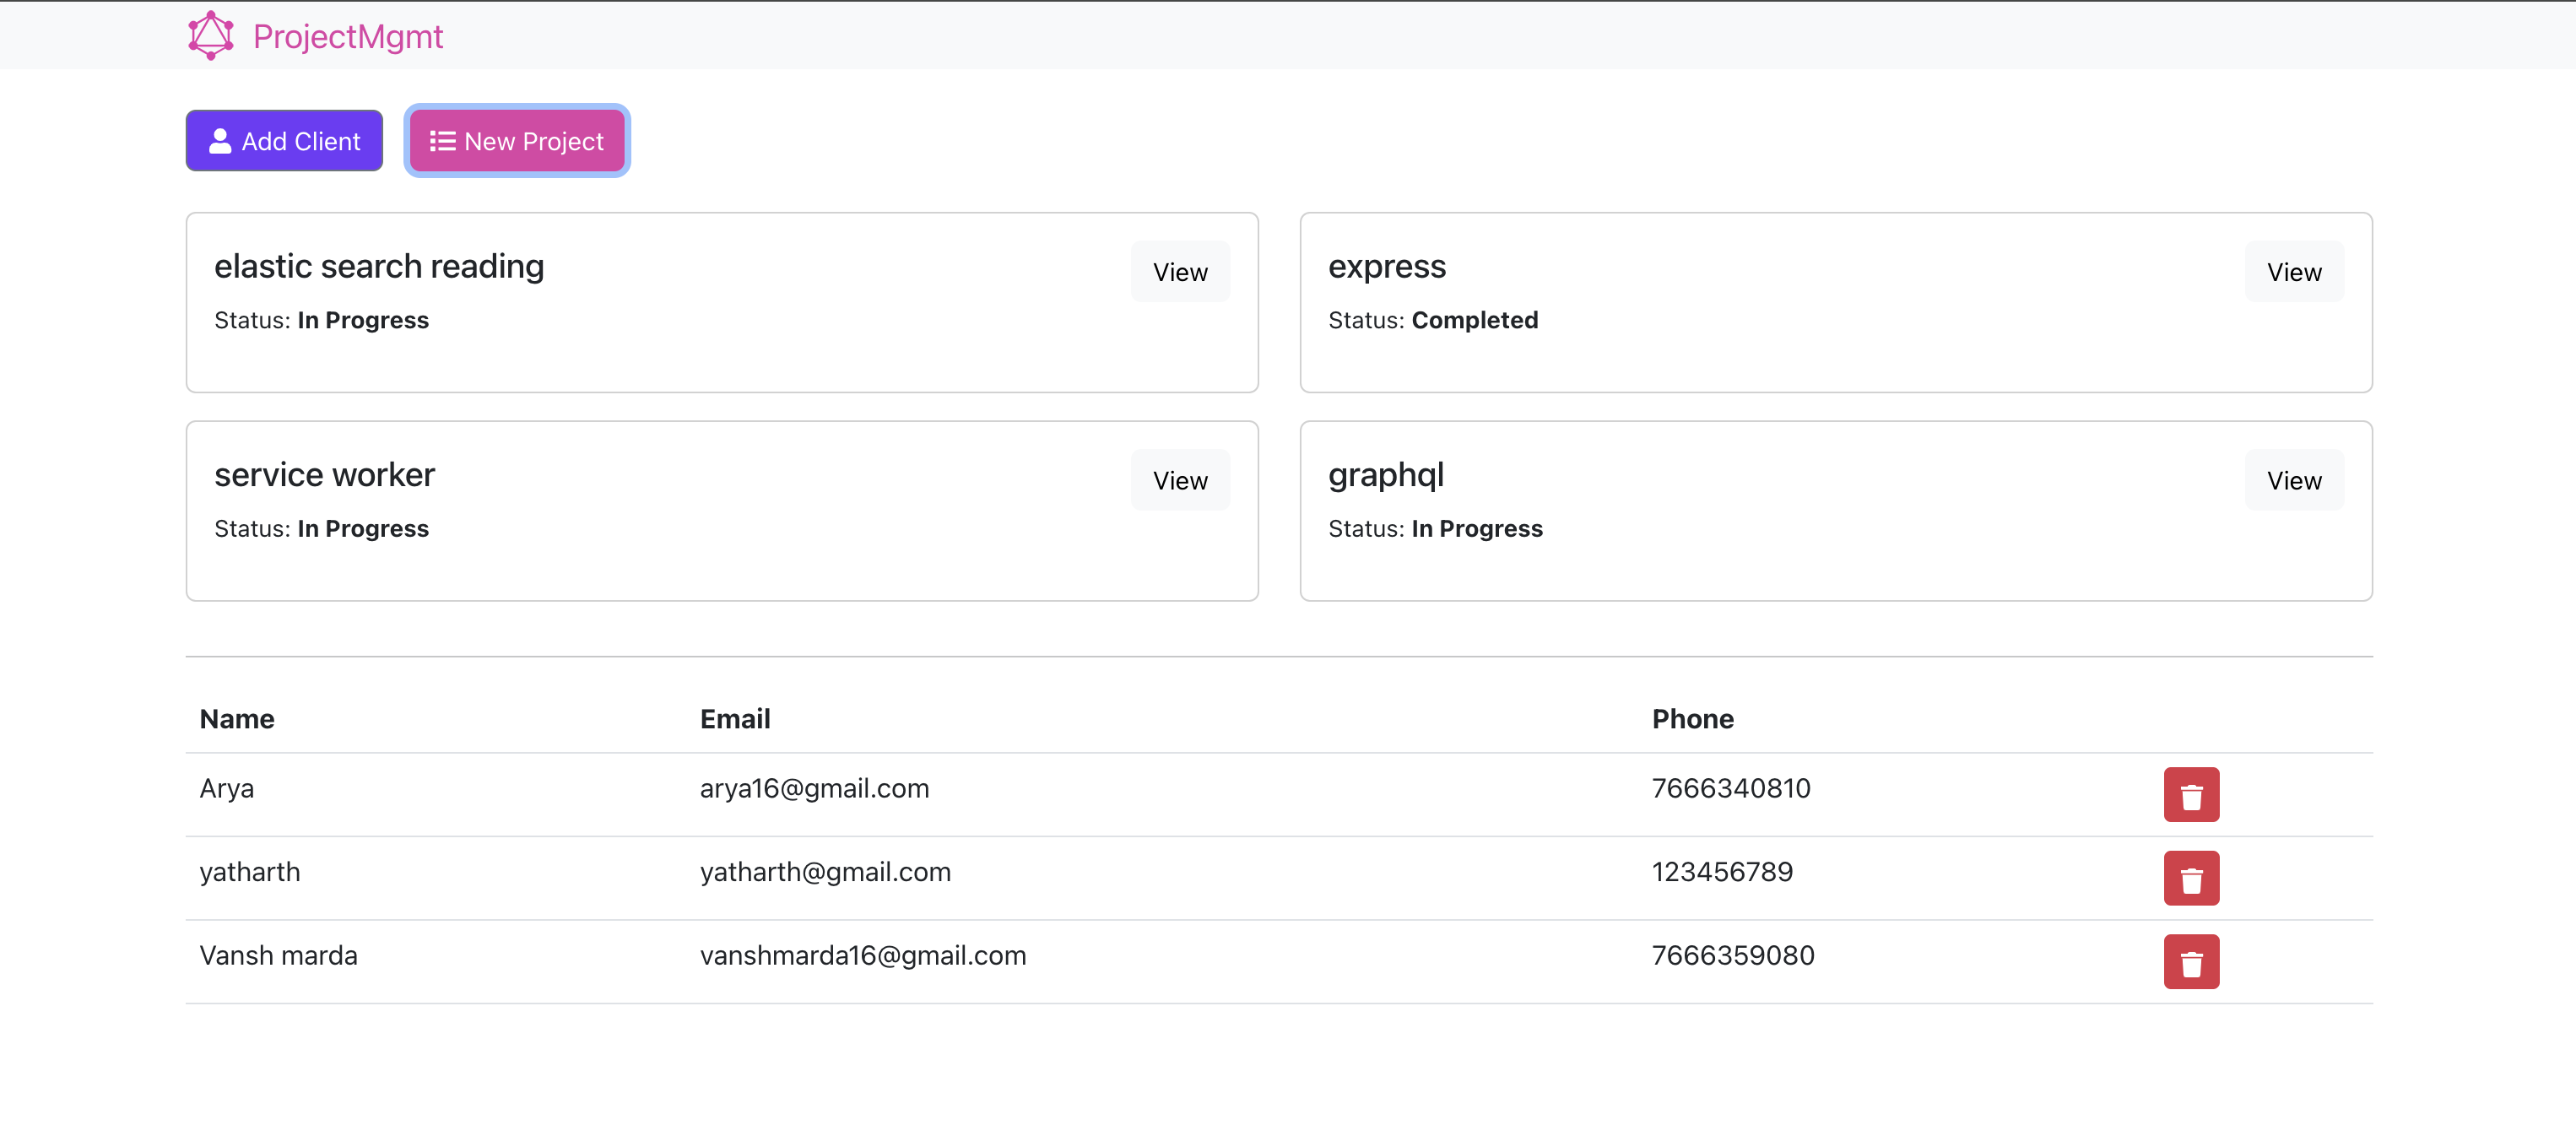 ProjectMgmt
Add Client
New Project
elastic search reading
View
Status: In Progress
express
View
Status: Completed
service worker
View
Status: In Progress
graphql
View
Status: In Progress
Name Email Phone
Arya arya16@gmail.com 7666340810
yatharth yatharth@gmail.com 123456789
Vansh marda vanshmarda16@gmail.com 7666359080